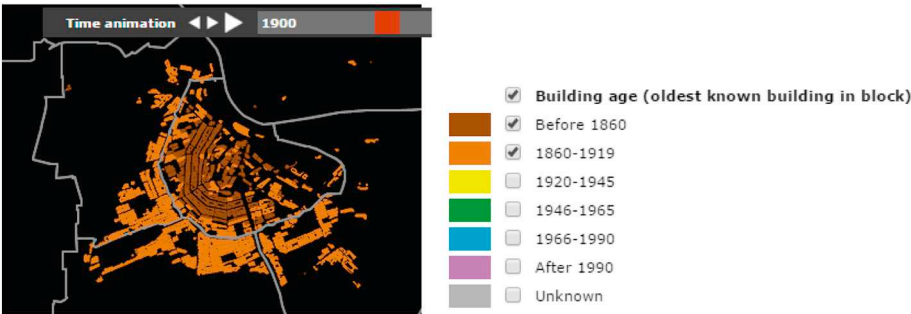 Time animation 1900
Building age (oldest known building in block)
Before 1860
1860-1919
1920-1945
1946-1965
1966-1990
After 1990
Unknown